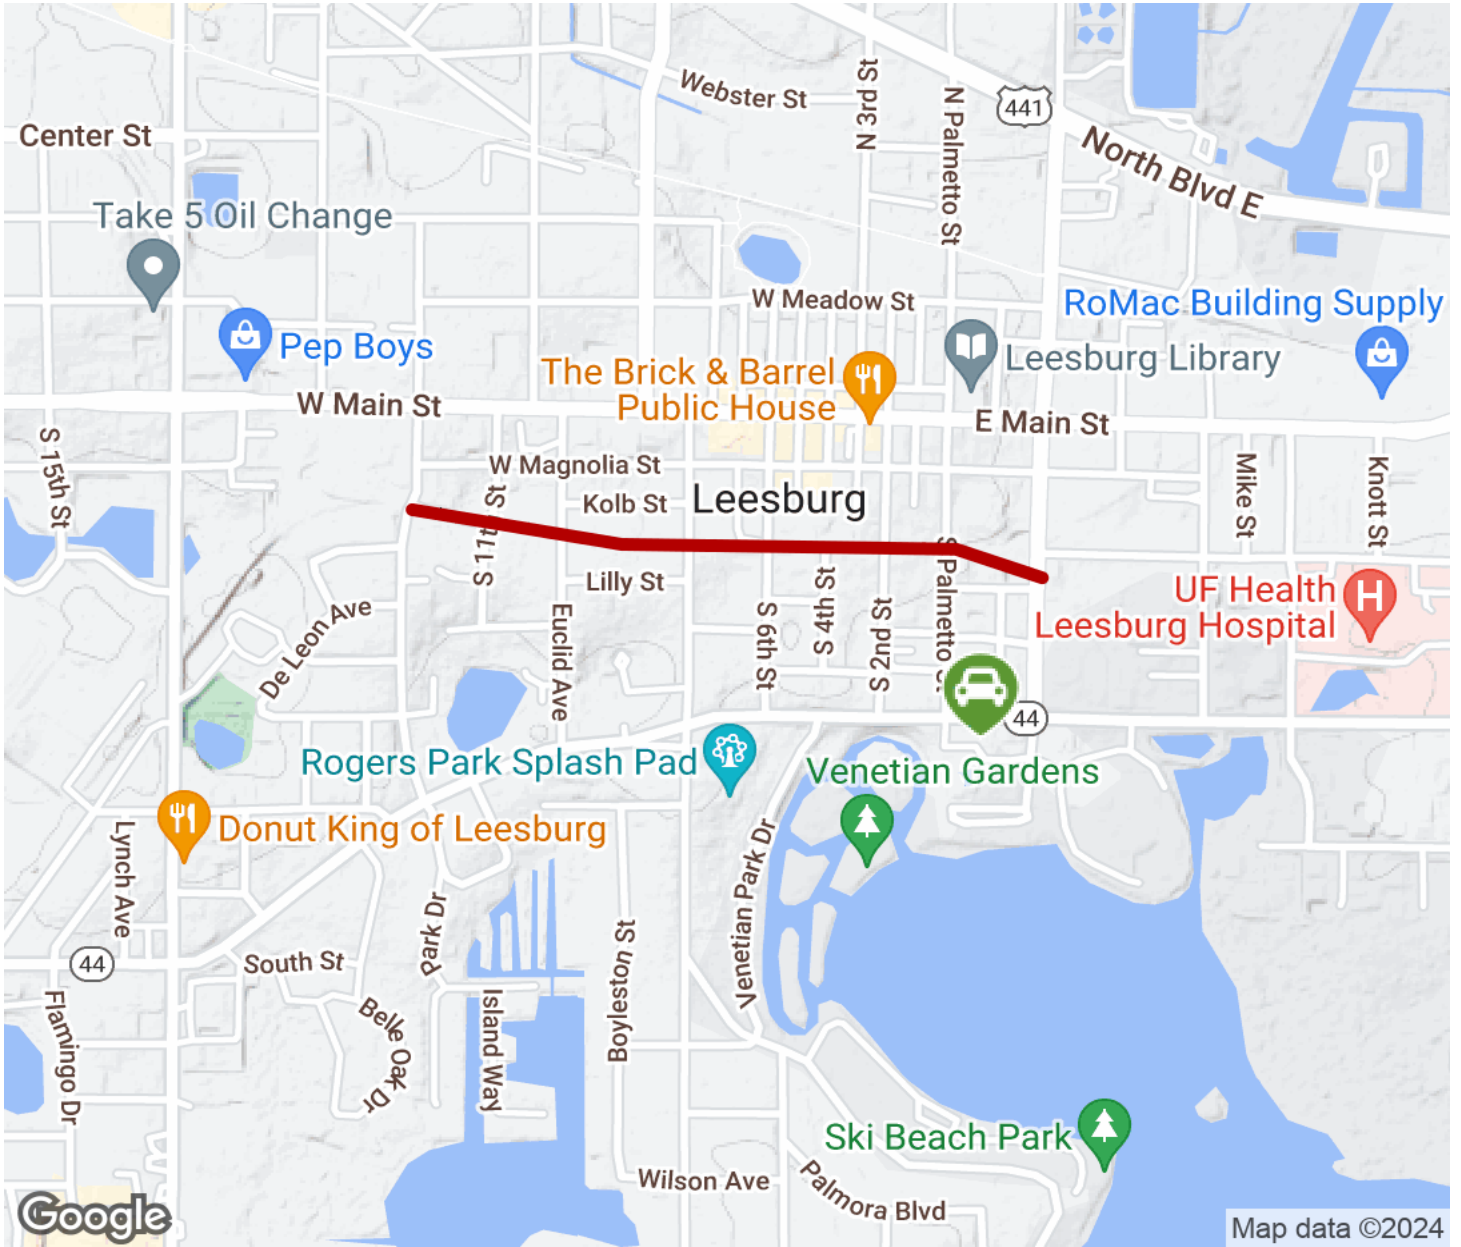 Webster St
N 3rd St
N Palmetto St
441
North Blvd E
Center St
Take 5 Oil Change
W Meadow St
RoMac Building Supply
Pep Boys
The Brick & Barrel
Public House
Leesburg Library
W Main St
E Main St
S 15th St
W Magnolia St
Kolb St
Leesburg
Mike St
Knott St
S 11th St
Lilly St
S Palmetto St
UF Health
Leesburg Hospital
H
De Leon Ave
Euclid Ave
S 6th St
S 4th St
S 2nd St
44
Rogers Park Splash Pad
Venetian Gardens
Donut King of Leesburg
Lynch Ave
Park Dr
Venetian Park Dr
44
South St
Boyleston St
Flamingo Dr
Belle Oak Dr
Island Way
Ski Beach Park
Wilson Ave
Palmora Blvd
Google
Map data ©2024